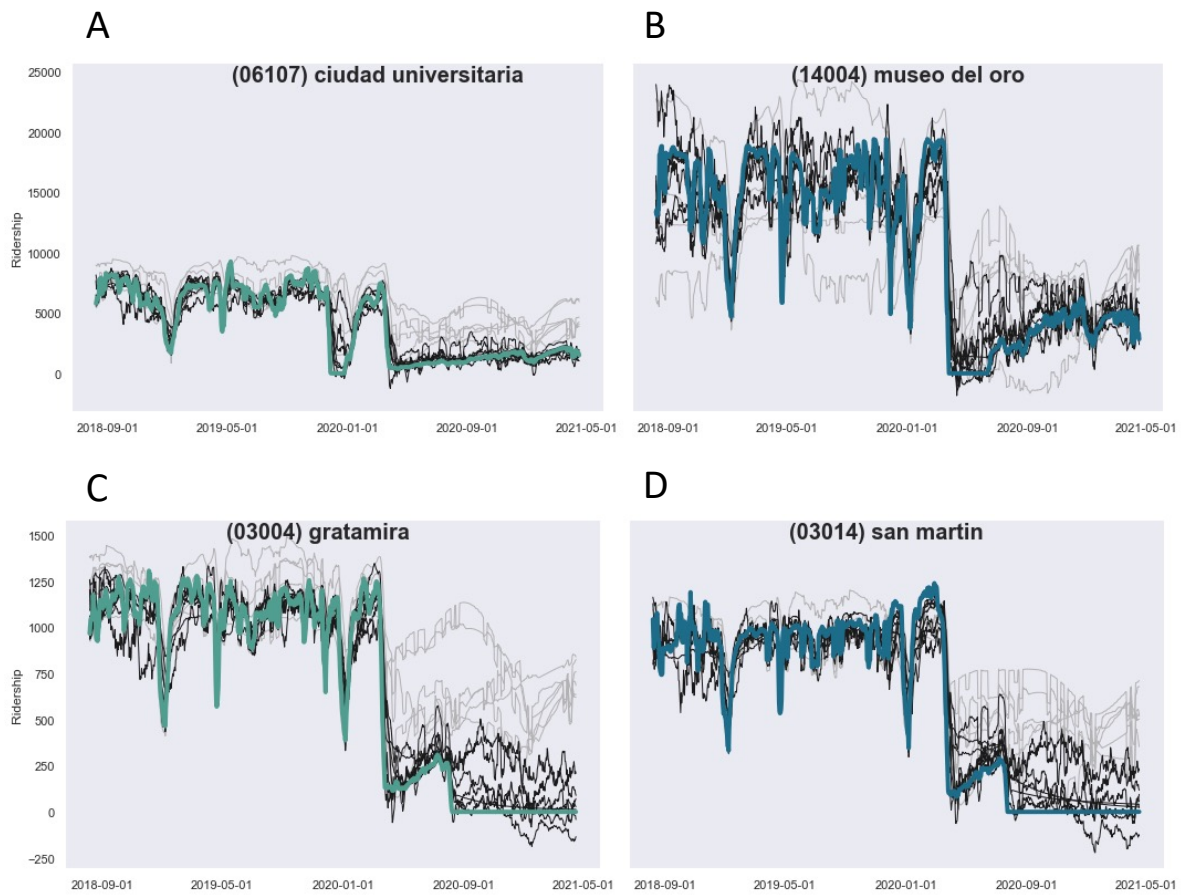 A
B
(06107) ciudad universitaria
(14004) museo del oro
25000
20000
15000
10000
5000
0
Ridership
2018-09-01 2019-05-01 2020-01-01 2020-09-01 2021-05-01
2018-09-01 2019-05-01 2020-01-01 2020-09-01 2021-05-01
C
D
(03004) gratamira
(03014) san martin
1500
1250
1000
750
500
250
0
−250
Ridership
2018-09-01 2019-05-01 2020-01-01 2020-09-01 2021-05-01
2018-09-01 2019-05-01 2020-01-01 2020-09-01 2021-05-01